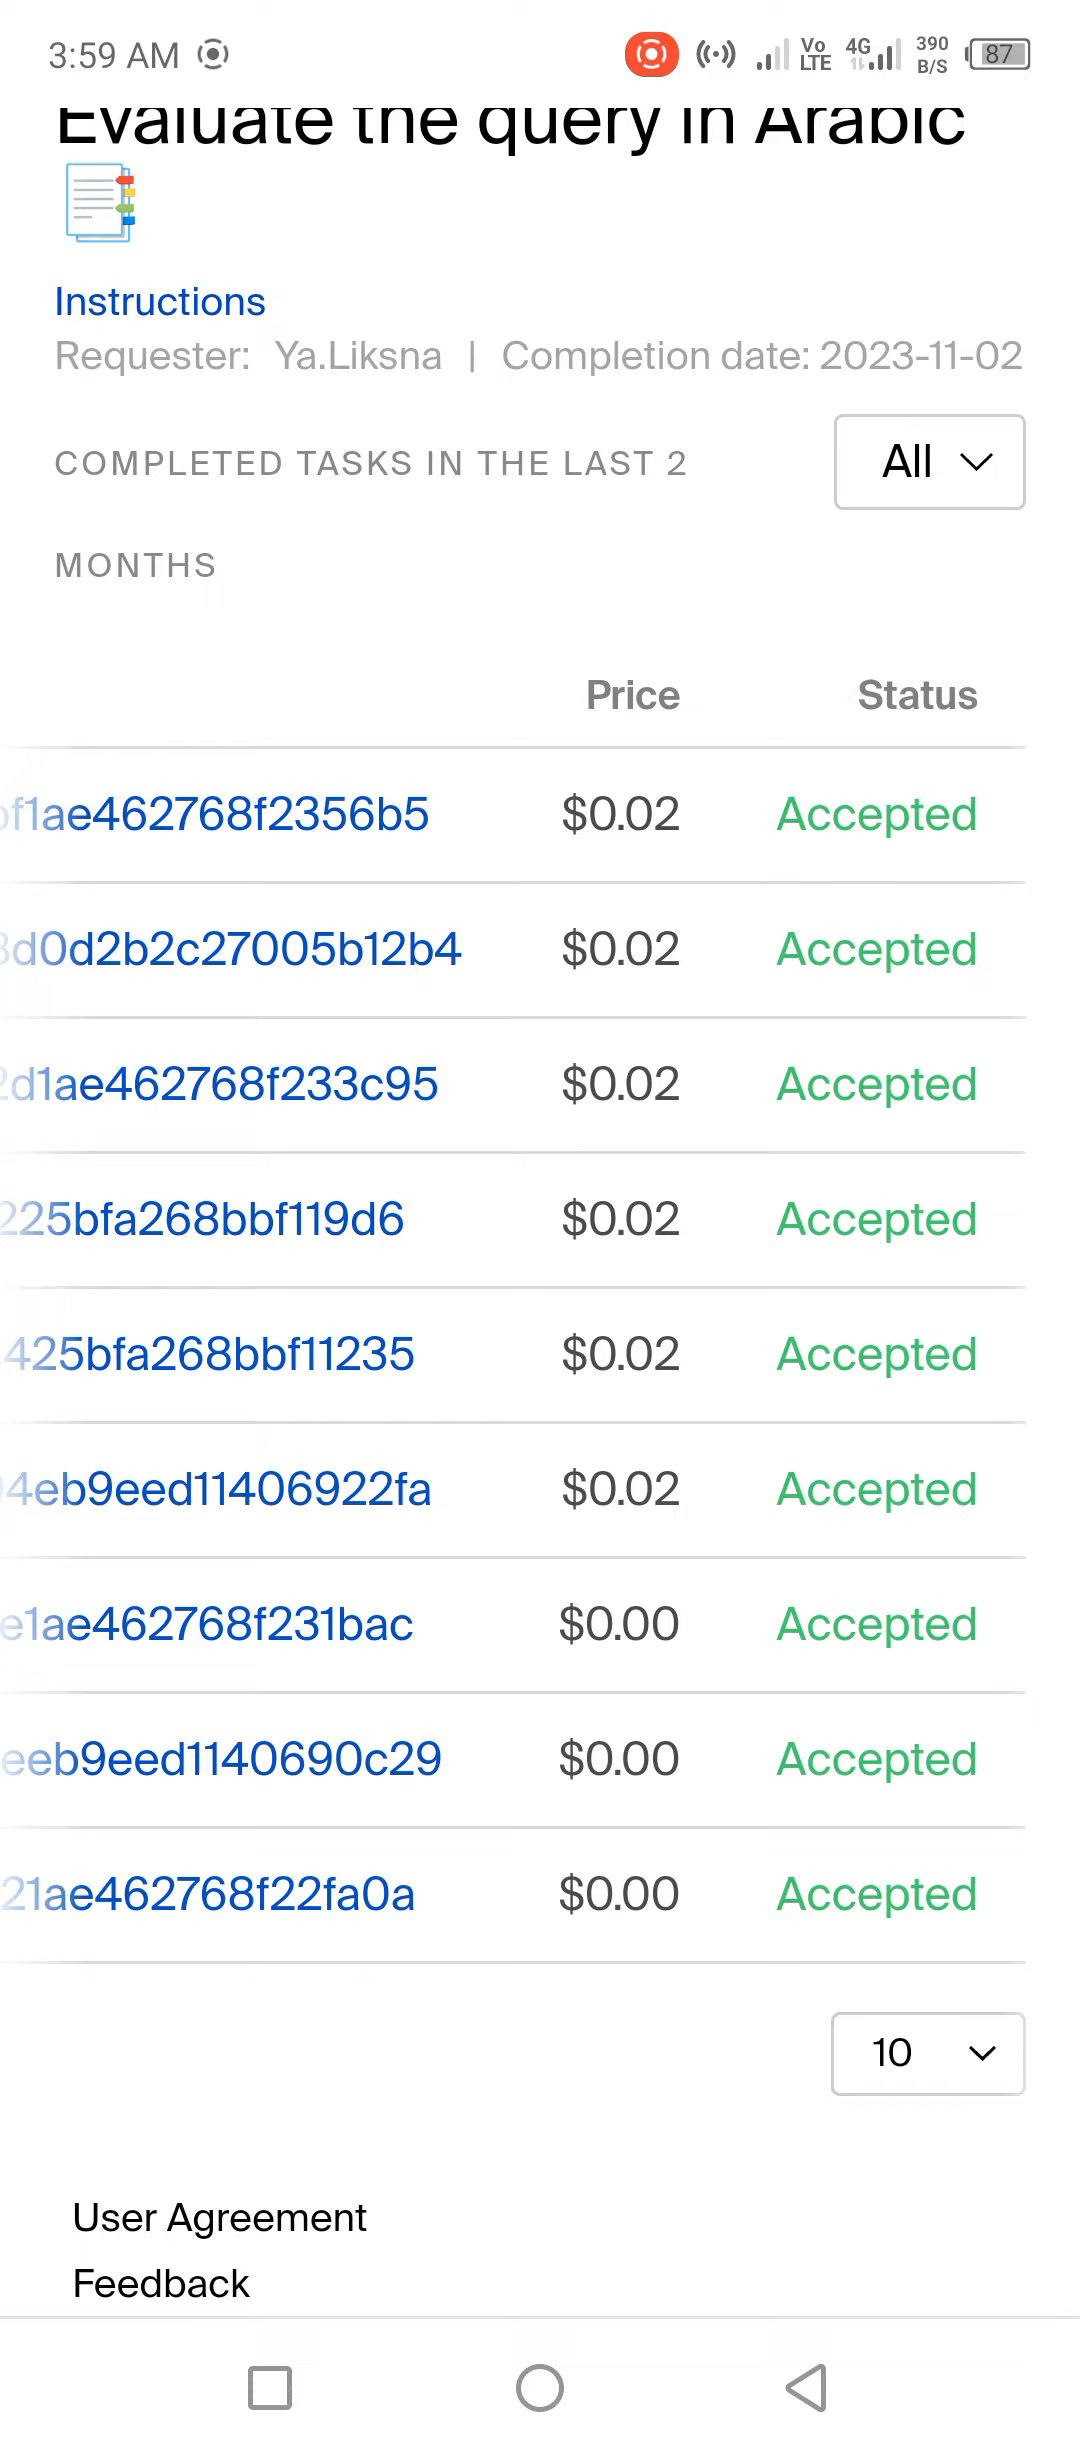 3:59 AM Vo LTE 4G 390 B/S 87
Evaluate the query in Arabic
Instructions
Requester: Ya.Liksna | Completion date: 2023-11-02
COMPLETED TASKS IN THE LAST 2 All
MONTHS
Price Status
f1ae462768f2356b5 $0.02 Accepted
3d0d2b2c27005b12b4 $0.02 Accepted
2d1ae462768f233c95 $0.02 Accepted
225bfa268bbf119d6 $0.02 Accepted
425bfa268bbf11235 $0.02 Accepted
4eb9eed11406922fa $0.02 Accepted
e1ae462768f231bac $0.00 Accepted
eeb9eed1140690c29 $0.00 Accepted
21ae462768f22fa0a $0.00 Accepted
10
User Agreement
Feedback